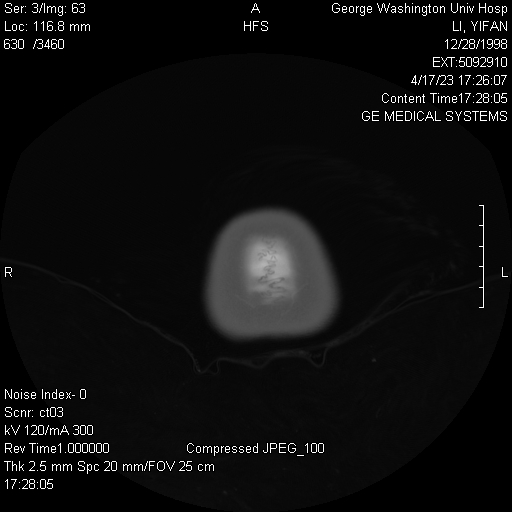 Ser: 3/Img: 63
Loc: 116.8 mm
630 /3460
A
HFS
George Washington Univ Hosp
LI, YIFAN
12/28/1998
EXT:5092910
4/17/23 17:26:07
Content Time17:28:05
GE MEDICAL SYSTEMS
R
L
Noise Index- 0
Scnr: ct03
kV 120/mA 300
Rev Time1.000000
Compressed JPEG_100
Thk 2.5 mm Spc 20 mm/FOV 25 cm
17:28:05